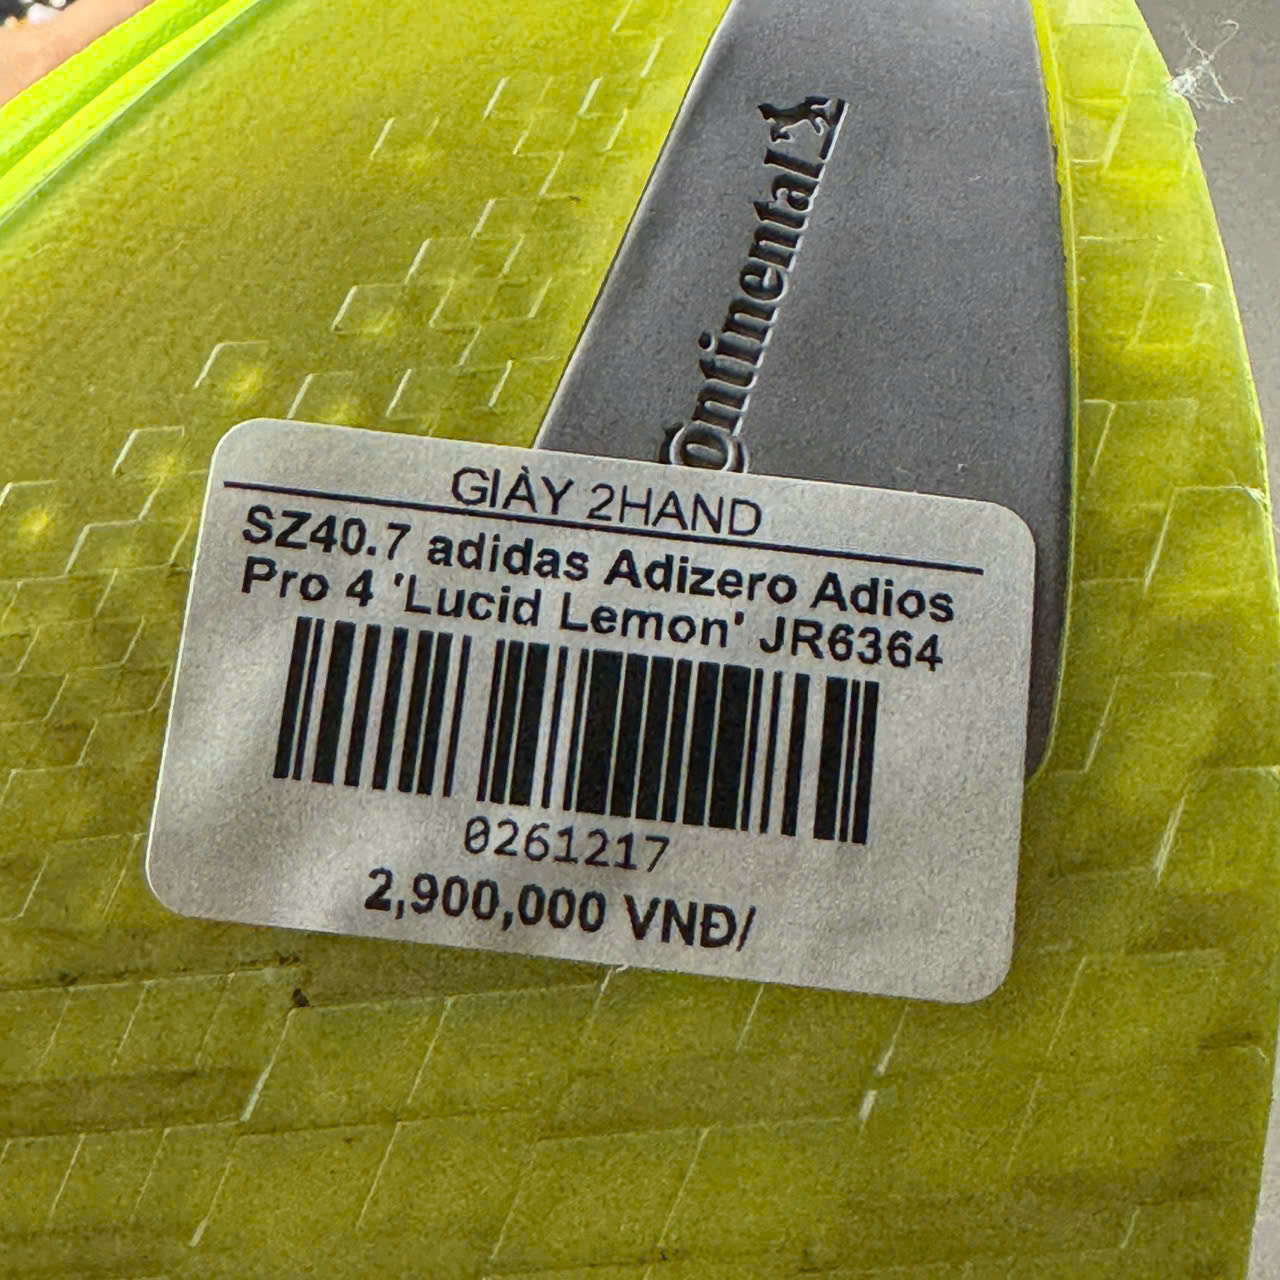 Continental
GIÀY 2HAND
SZ40.7 adidas Adizero Adios
Pro 4 'Lucid Lemon' JR6364
0261217
2,900,000 VNĐ/